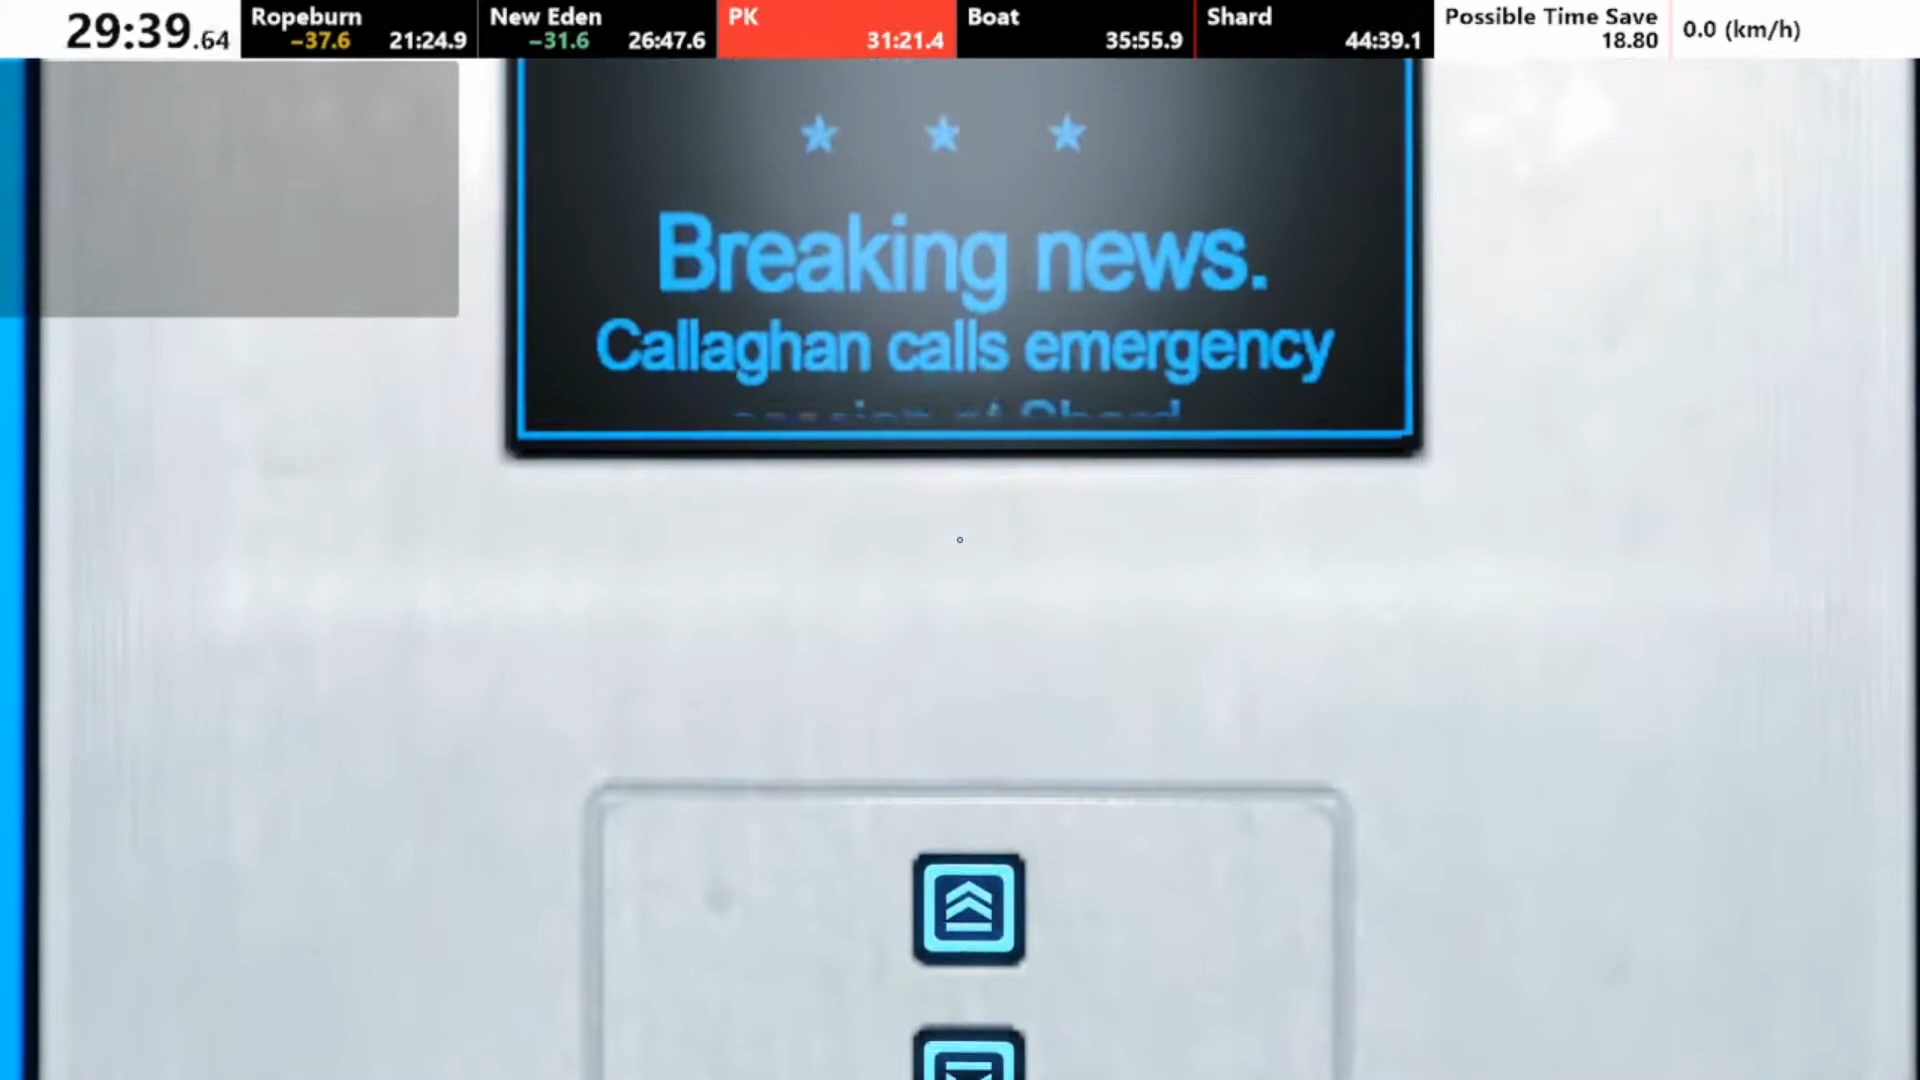 29:39.64
Ropeburn
−37.6 21:24.9
New Eden
−31.6 26:47.6
PK
31:21.4
Boat
35:55.9
Shard
44:39.1
Possible Time Save
18.80
0.0 (km/h)
Breaking news.
Callaghan calls emergency